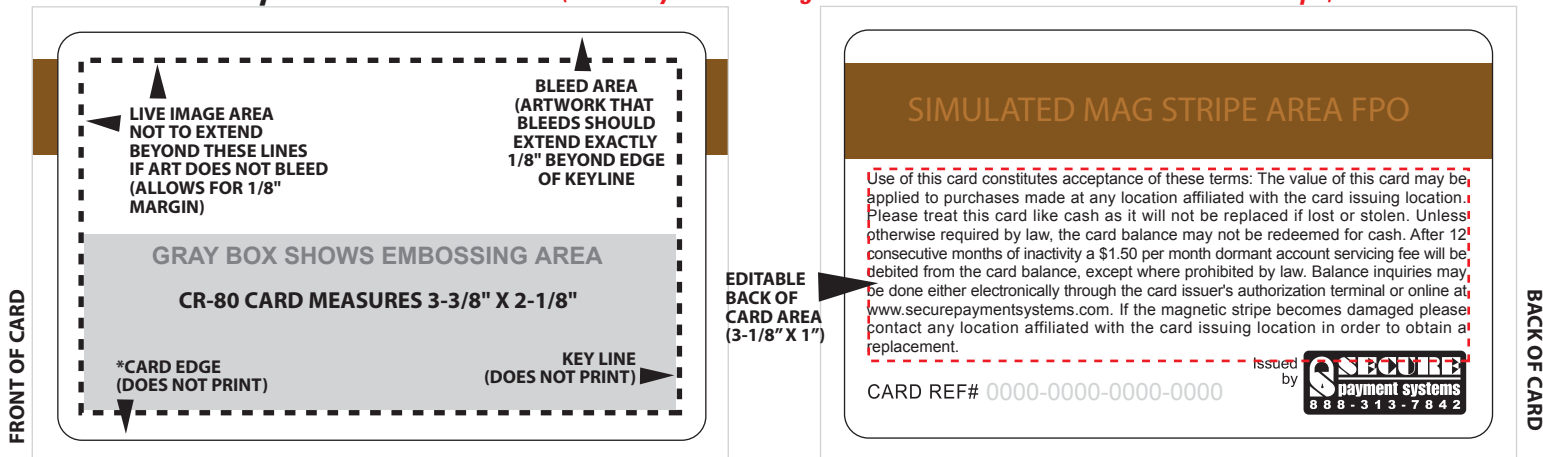 LIVE IMAGE AREA
NOT TO EXTEND
BEYOND THESE LINES
IF ART DOES NOT BLEED
(ALLOWS FOR 1/8"
MARGIN)
BLEED AREA
(ARTWORK THAT
BLEEDS SHOULD
EXTEND EXACTLY
1/8" BEYOND EDGE
OF KEYLINE
GRAY BOX SHOWS EMBOSSING AREA
CR-80 CARD MEASURES 3-3/8" X 2-1/8"
*CARD EDGE
(DOES NOT PRINT)
KEY LINE
(DOES NOT PRINT)
FRONT OF CARD
EDITABLE
BACK OF
CARD AREA
(3-1/8" X 1")
SIMULATED MAG STRIPE AREA FPO
Use of this card constitutes acceptance of these terms: The value of this card may be
applied to purchases made at any location affiliated with the card issuing location.
Please treat this card like cash as it will not be replaced if lost or stolen. Unless
otherwise required by law, the card balance may not be redeemed for cash. After 12
consecutive months of inactivity a $1.50 per month dormant account servicing fee will be
debited from the card balance, except where prohibited by law. Balance inquiries may
be done either electronically through the card issuer's authorization terminal or online at
www.securepaymentsystems.com. If the magnetic stripe becomes damaged please
contact any location affiliated with the card issuing location in order to obtain a
replacement.
CARD REF# 0000-0000-0000-0000
Issued
by
SECURE
payment systems
888-313-7842
BACK OF CARD